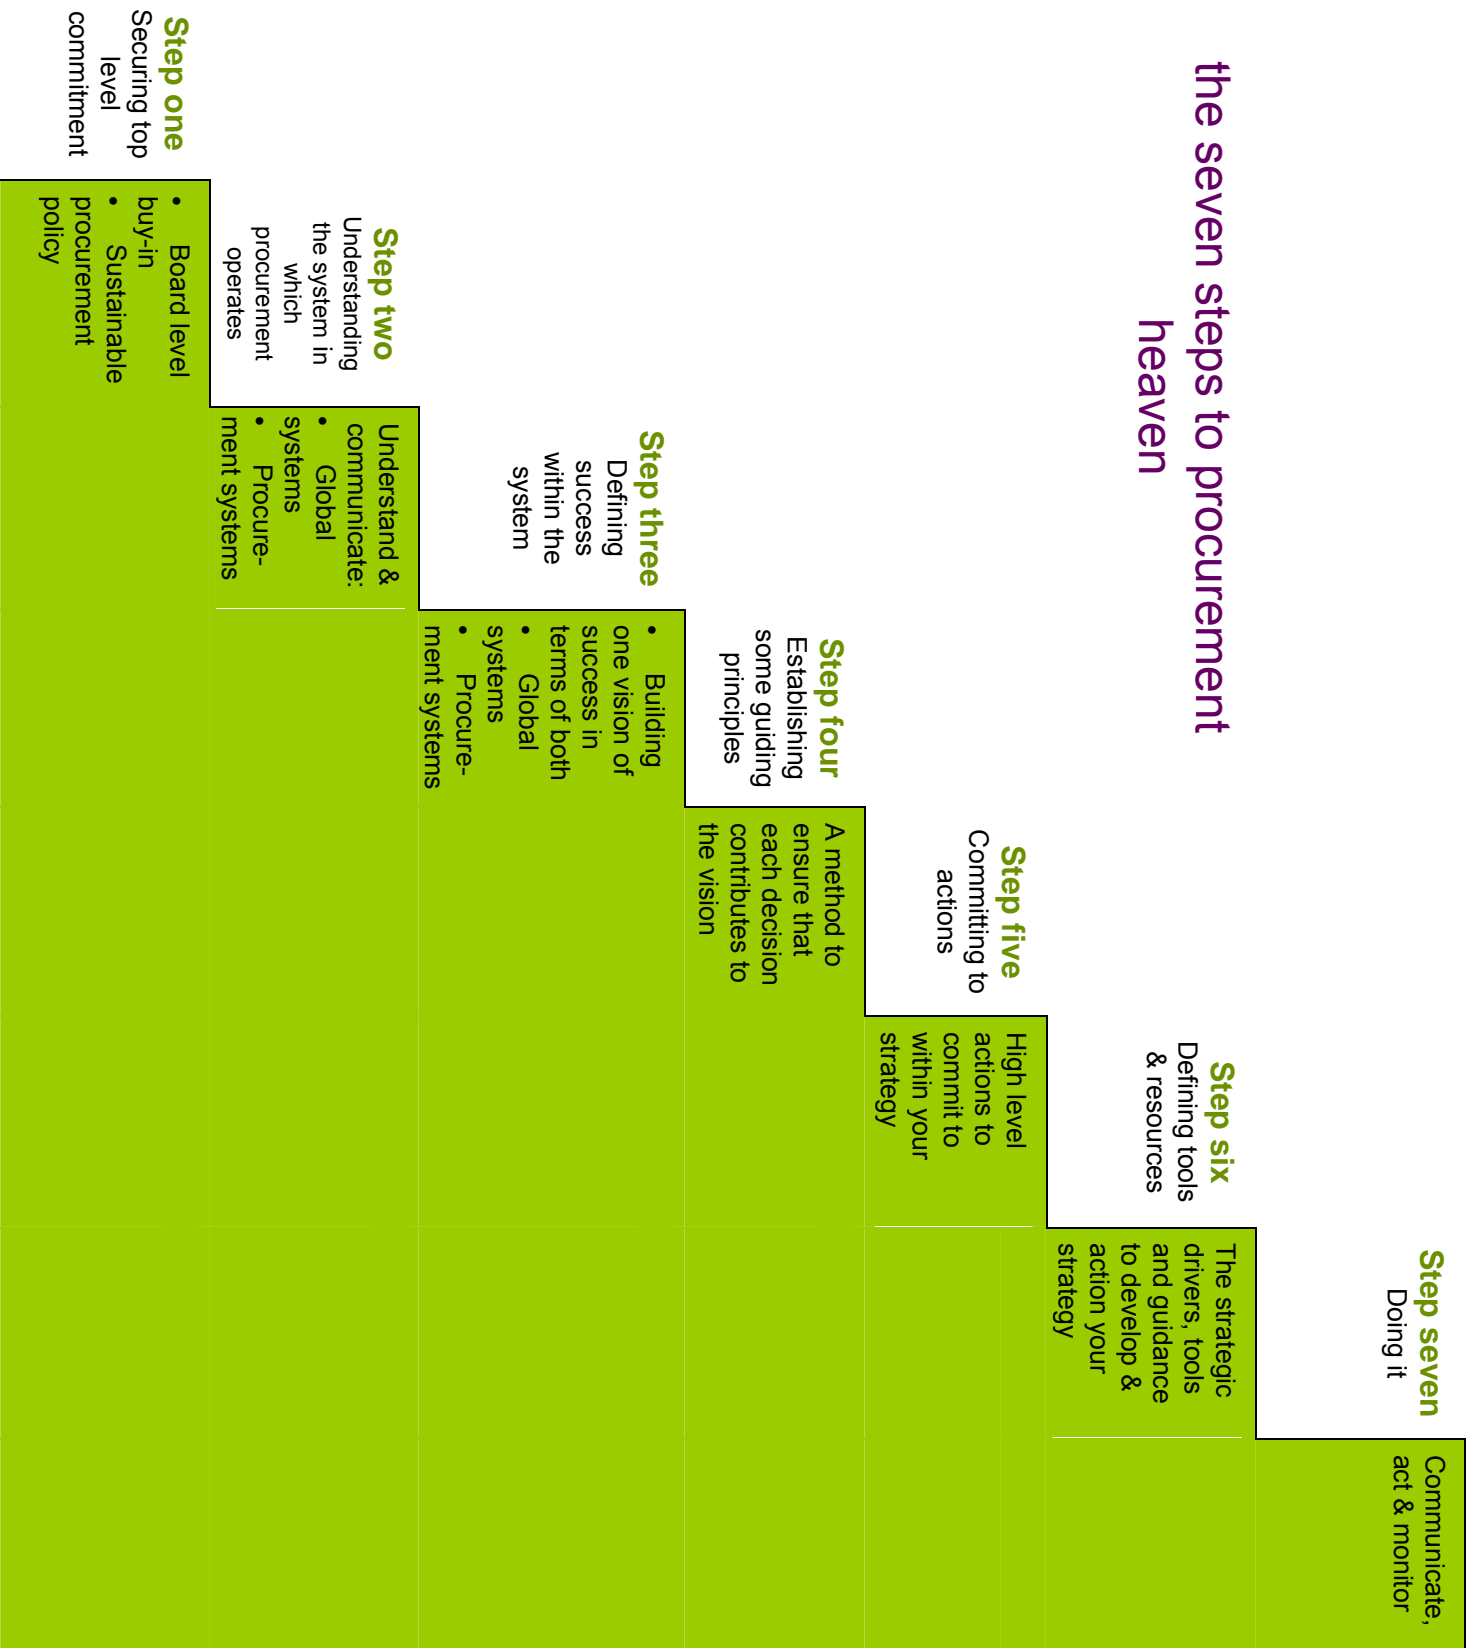 the seven steps to procurement
heaven
Step one
Securing top
level
commitment
• Board level
buy-in
• Sustainable
procurement
policy
Step two
Understanding
the system in
which
procurement
operates
Understand &
communicate:
• Global
systems
• Procure-
ment systems
Step three
Defining
success
within the
system
• Building
one vision of
success in
terms of both
• Global
systems
• Procure-
ment systems
Step four
Establishing
some guiding
principles
A method to
ensure that
each decision
contributes to
the vision
Step five
Committing to
actions
High level
actions to
commit to
within your
strategy
Step six
Defining tools
& resources
The strategic
drivers, tools
and guidance
to develop &
action your
strategy
Step seven
Doing it
Communicate,
act & monitor